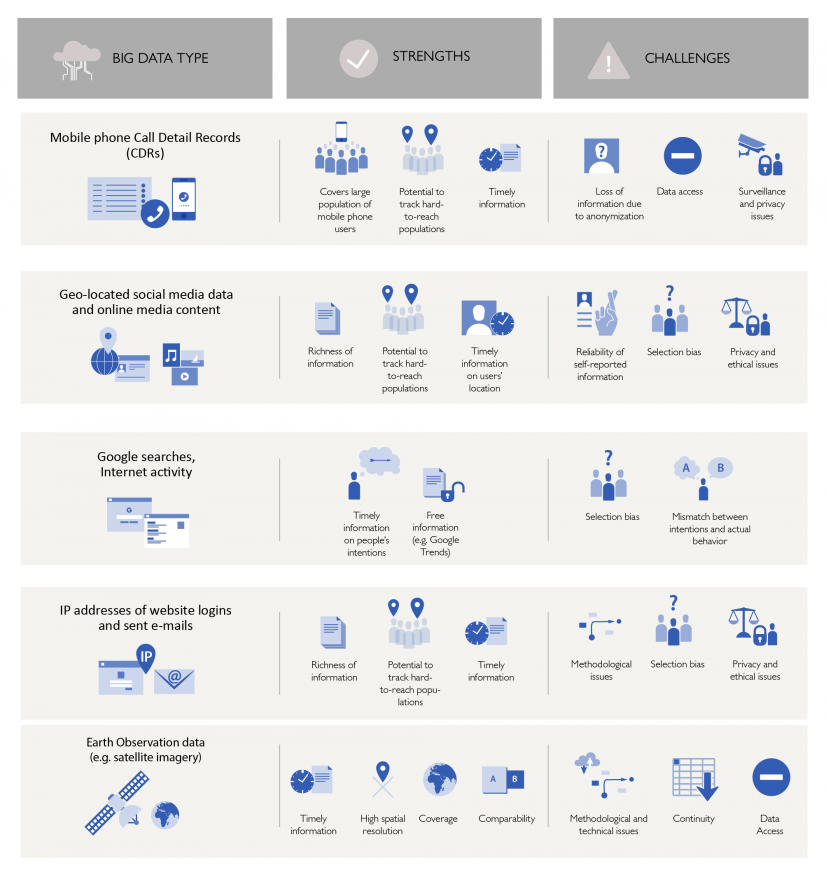 BIG DATA TYPE
STRENGTHS
CHALLENGES
Mobile phone Call Detail Records
(CDRs)
Covers large
population of
mobile phone
users
Potential to
track hard-
to-reach
populations
Timely
information
?
Loss of
information due
to anonymization
Data access
Surveillance
and privacy
issues
Geo-located social media data
and online media content
Richness of
information
Potential to
track hard-
to-reach
populations
Timely
information
on users'
location
Reliability of
self-reported
information
?
Selection bias
Privacy and
ethical issues
Google searches,
Internet activity
G
Timely
information
on people's
intentions
Free
information
(e.g. Google
Trends)
?
Selection bias
A B
Mismatch between
intentions and actual
behavior
IP addresses of website logins
and sent e-mails
IP
@
Richness of
information
Potential to
track hard-
to-reach popu-
lations
Timely
information
Methodological
issues
?
Selection bias
Privacy and
ethical issues
Earth Observation data
(e.g. satellite imagery)
Timely
information
High spatial
resolution
Coverage
A B
Comparability
Methodological and
technical issues
Continuity
Data
Access